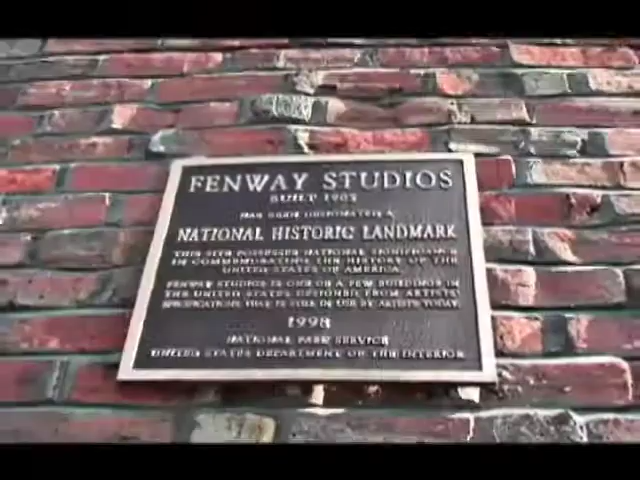 FENWAY STUDIOS
BUILT 1905
HAS BEEN DESIGNATED A
NATIONAL HISTORIC LANDMARK
THIS SITE POSSESSES NATIONAL SIGNIFICANCE
IN COMMEMORATING THE HISTORY OF THE
UNITED STATES OF AMERICA
FENWAY STUDIOS IS ONE OF A FEW BUILDINGS IN
THE UNITED STATES DESIGNED FROM ARTISTS'
SPECIFICATIONS THAT IS STILL IN USE BY ARTISTS TODAY.
1998
NATIONAL PARK SERVICE
UNITED STATES DEPARTMENT OF THE INTERIOR